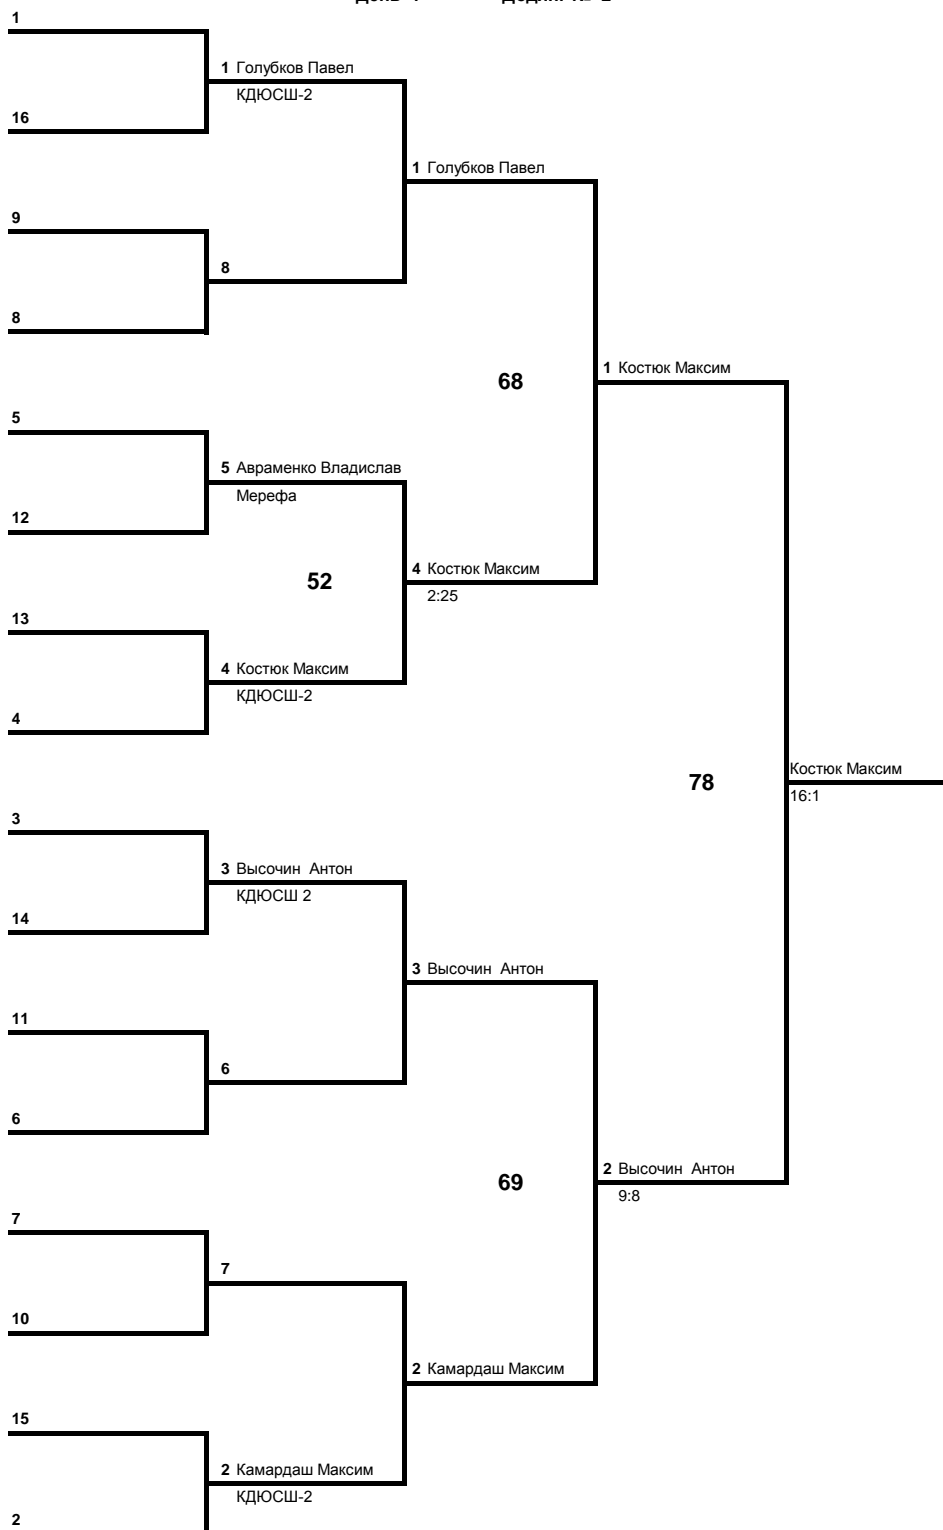 1
1 Голубков Павел
КДЮСШ-2
16
1 Голубков Павел
9
8
8
68
1 Костюк Максим
5
5 Авраменко Владислав
Мерефа
12
52
4 Костюк Максим
2:25
13
4 Костюк Максим
КДЮСШ-2
4
78
Костюк Максим
16:1
3
3 Высочин Антон
КДЮСШ 2
14
3 Высочин Антон
11
6
6
69
2 Высочин Антон
9:8
7
7
10
2 Камардаш Максим
15
2 Камардаш Максим
КДЮСШ-2
2